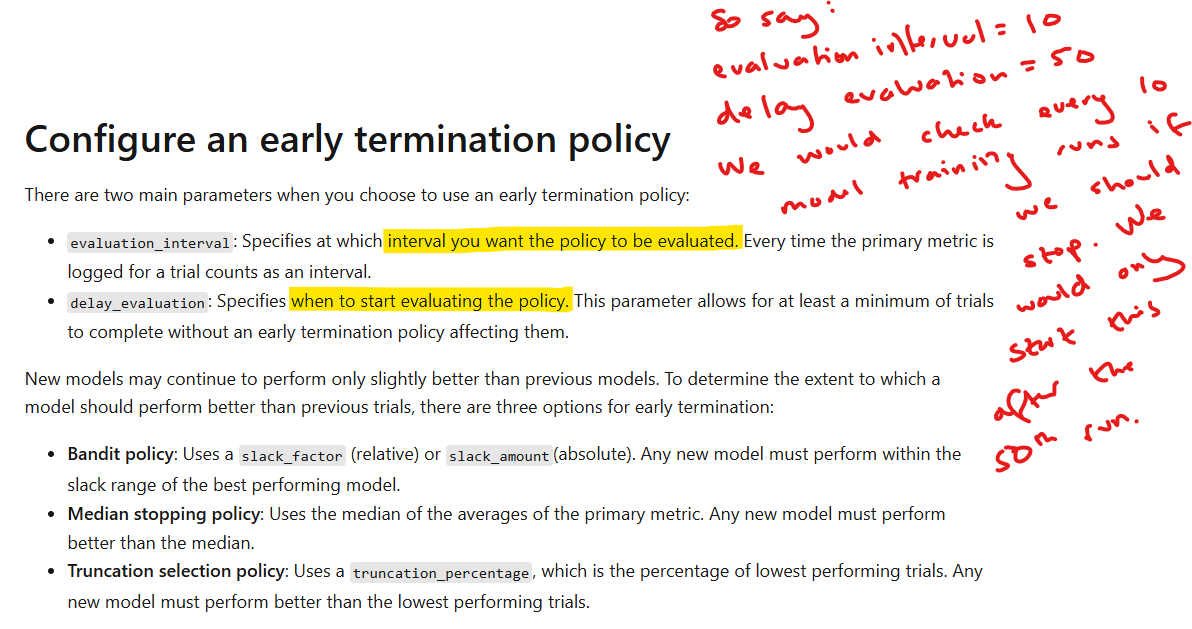 So say:
evaluation interval = 10
delay evaluation = 50
We would check every 10
model training runs if
we should
stop. We
would only
start this
after the
50th run.
Configure an early termination policy
There are two main parameters when you choose to use an early termination policy:
• evaluation_interval: Specifies at which interval you want the policy to be evaluated. Every time the primary metric is
logged for a trial counts as an interval.
• delay_evaluation: Specifies when to start evaluating the policy. This parameter allows for at least a minimum of trials
to complete without an early termination policy affecting them.
New models may continue to perform only slightly better than previous models. To determine the extent to which a
model should perform better than previous trials, there are three options for early termination:
• Bandit policy: Uses a slack_factor (relative) or slack_amount(absolute). Any new model must perform within the
slack range of the best performing model.
• Median stopping policy: Uses the median of the averages of the primary metric. Any new model must perform
better than the median.
• Truncation selection policy: Uses a truncation_percentage, which is the percentage of lowest performing trials. Any
new model must perform better than the lowest performing trials.